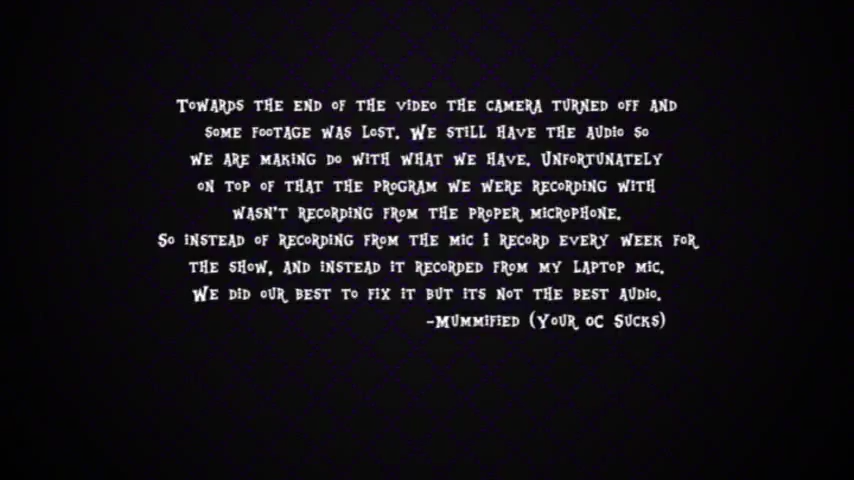 Towards the end of the video the camera turned off and
some footage was lost. We still have the audio so
we are making do with what we have. Unfortunately
on top of that the program we were recording with
wasn't recording from the proper microphone.
So instead of recording from the mic i record every week for
the show, and instead it recorded from my laptop mic.
We did our best to fix it but its not the best audio.
-Mummified (Your OC Sucks)